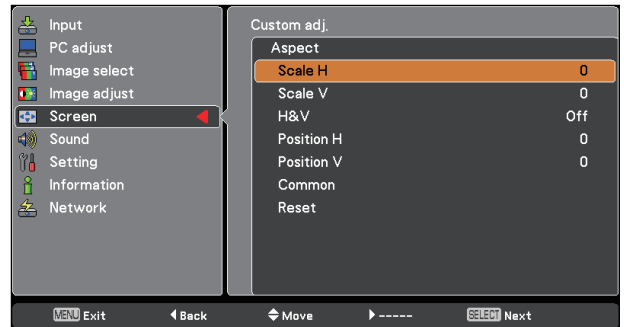 Input
PC adjust
Image select
Image adjust
Screen
Sound
Setting
Information
Network
Custom adj.
Aspect
Scale H 0
Scale V 0
H&V Off
Position H 0
Position V 0
Common
Reset
MENU Exit Back Move ----- SELECT Next